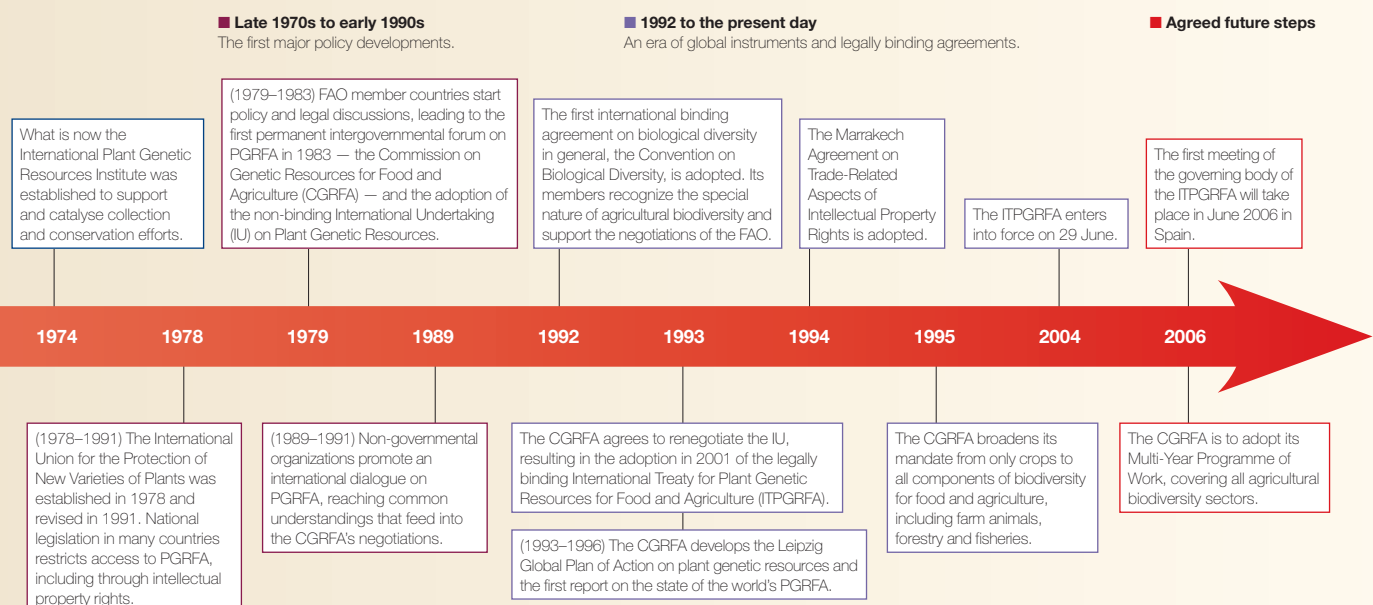 Late 1970s to early 1990s
The first major policy developments.
1992 to the present day
An era of global instruments and legally binding agreements.
Agreed future steps
What is now the
International Plant Genetic
Resources Institute was
established to support
and catalyse collection
and conservation efforts.
(1979–1983) FAO member countries start
policy and legal discussions, leading to the
first permanent intergovernmental forum on
PGRFA in 1983 — the Commission on
Genetic Resources for Food and
Agriculture (CGRFA) — and the adoption of
the non-binding International Undertaking
(IU) on Plant Genetic Resources.
The first international binding
agreement on biological diversity
in general, the Convention on
Biological Diversity, is adopted. Its
members recognize the special
nature of agricultural biodiversity and
support the negotiations of the FAO.
The Marrakech
Agreement on
Trade-Related
Aspects of
Intellectual Property
Rights is adopted.
The ITPGRFA enters
into force on 29 June.
The first meeting of
the governing body of
the ITPGRFA will take
place in June 2006 in
Spain.
1974 1978 1979 1989 1992 1993 1994 1995 2004 2006
(1978–1991) The International
Union for the Protection of
New Varieties of Plants was
established in 1978 and
revised in 1991. National
legislation in many countries
restricts access to PGRFA,
including through intellectual
property rights.
(1989–1991) Non-governmental
organizations promote an
international dialogue on
PGRFA, reaching common
understandings that feed into
the CGRFA's negotiations.
The CGRFA agrees to renegotiate the IU,
resulting in the adoption in 2001 of the legally
binding International Treaty for Plant Genetic
Resources for Food and Agriculture (ITPGRFA).
(1993–1996) The CGRFA develops the Leipzig
Global Plan of Action on plant genetic resources and
the first report on the state of the world's PGRFA.
The CGRFA broadens its
mandate from only crops to
all components of biodiversity
for food and agriculture,
including farm animals,
forestry and fisheries.
The CGRFA is to adopt its
Multi-Year Programme of
Work, covering all agricultural
biodiversity sectors.